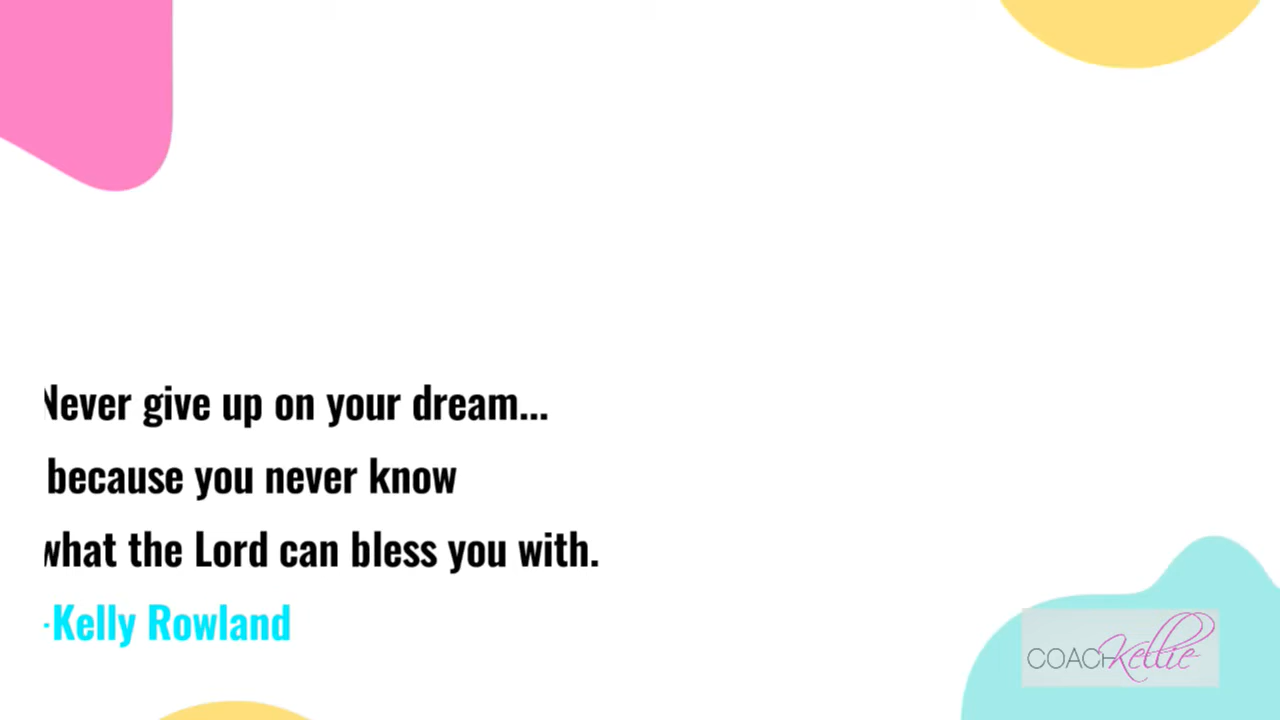 Never give up on your dream...
because you never know
what the Lord can bless you with.
-Kelly Rowland
COACH Kellie